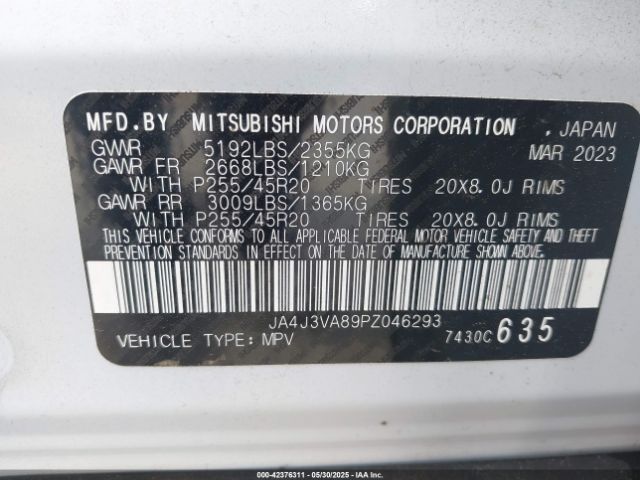 MFD.BY MITSUBISHI MOTORS CORPORATION . JAPAN
GVWR 5192LBS/2355KG MAR 2023
GAWR FR 2668LBS/1210KG
WITH P255/45R20 TIRES 20X8.0J RIMS
GAWR RR 3009LBS/1365KG
WITH P255/45R20 TIRES 20X8.0J RIMS
THIS VEHICLE CONFORMS TO ALL APPLICABLE FEDERAL MOTOR VEHICLE SAFETY AND THEFT
PREVENTION STANDARDS IN EFFECT ON THE DATE OF MANUFACTURE SHOWN ABOVE.
JA4J3VA89PZ046293
VEHICLE TYPE: MPV 7430C 635
000-42376311 - 05/30/2025 - IAA Inc.